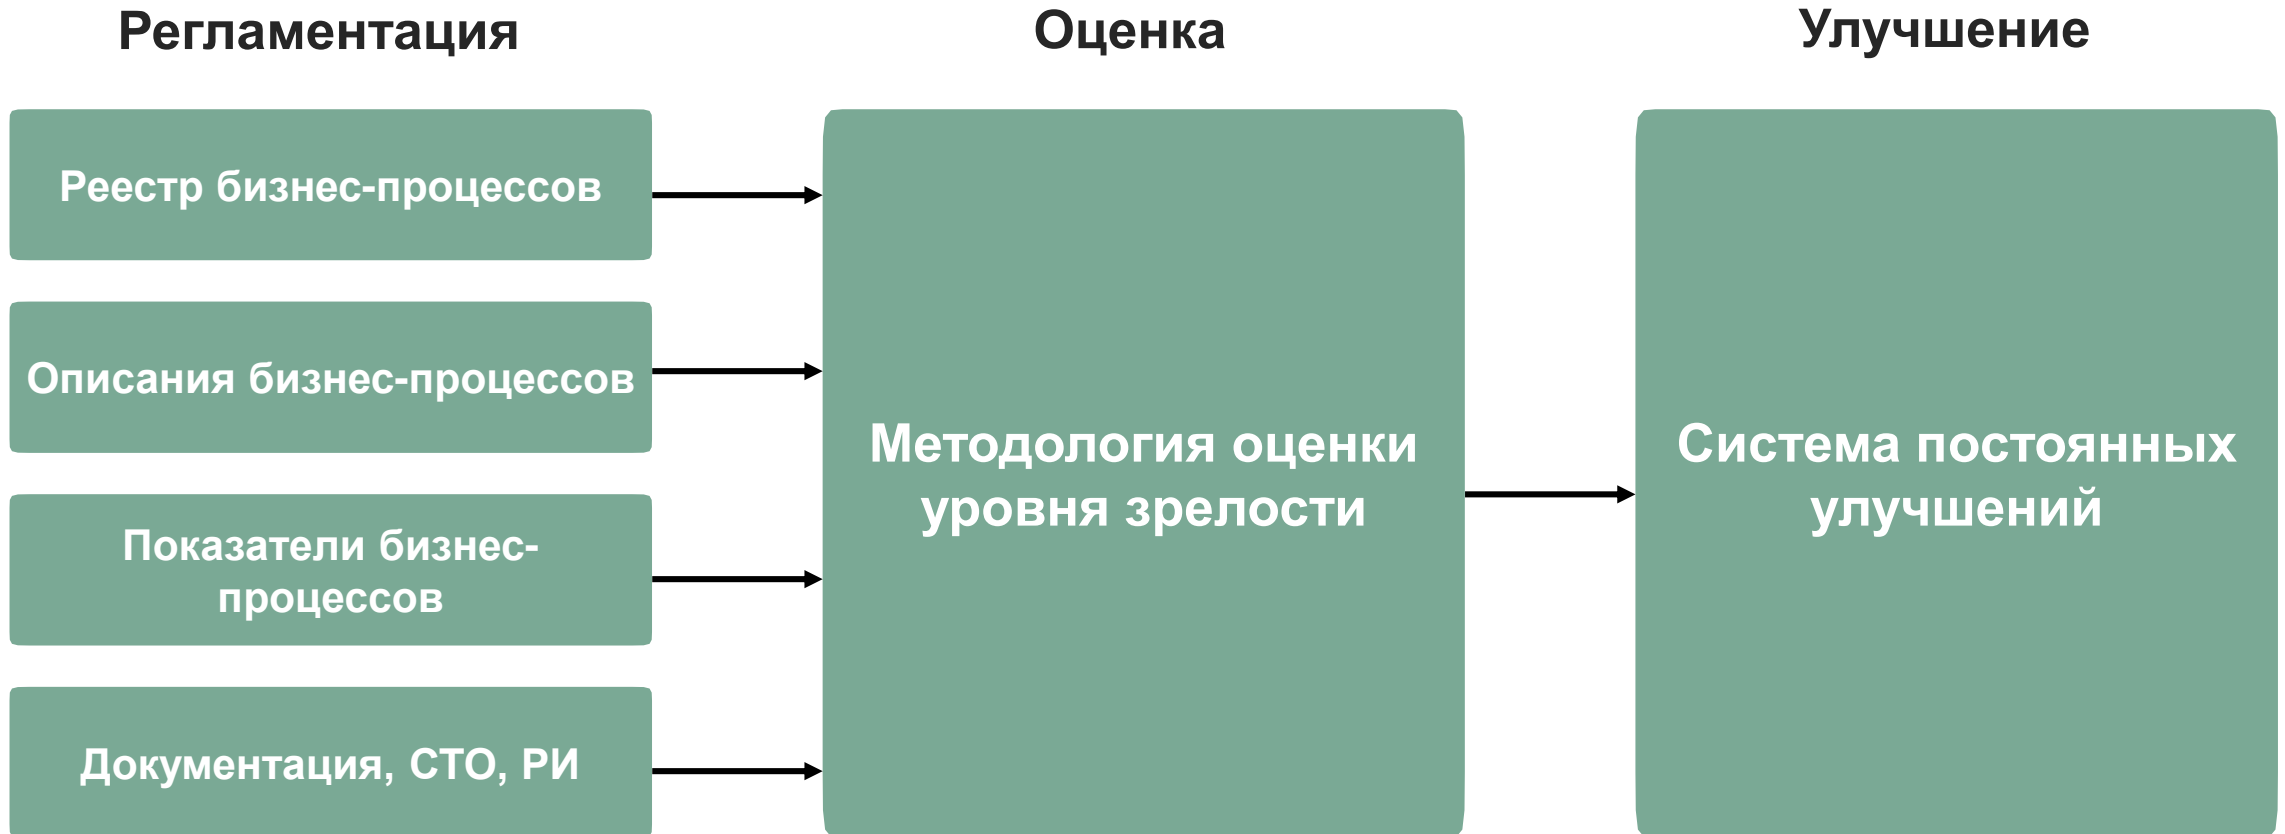 Регламентация
Оценка
Улучшение
Реестр бизнес-процессов
Описания бизнес-процессов
Показатели бизнес-
процессов
Документация, СТО, РИ
Методология оценки
уровня зрелости
Система постоянных
улучшений